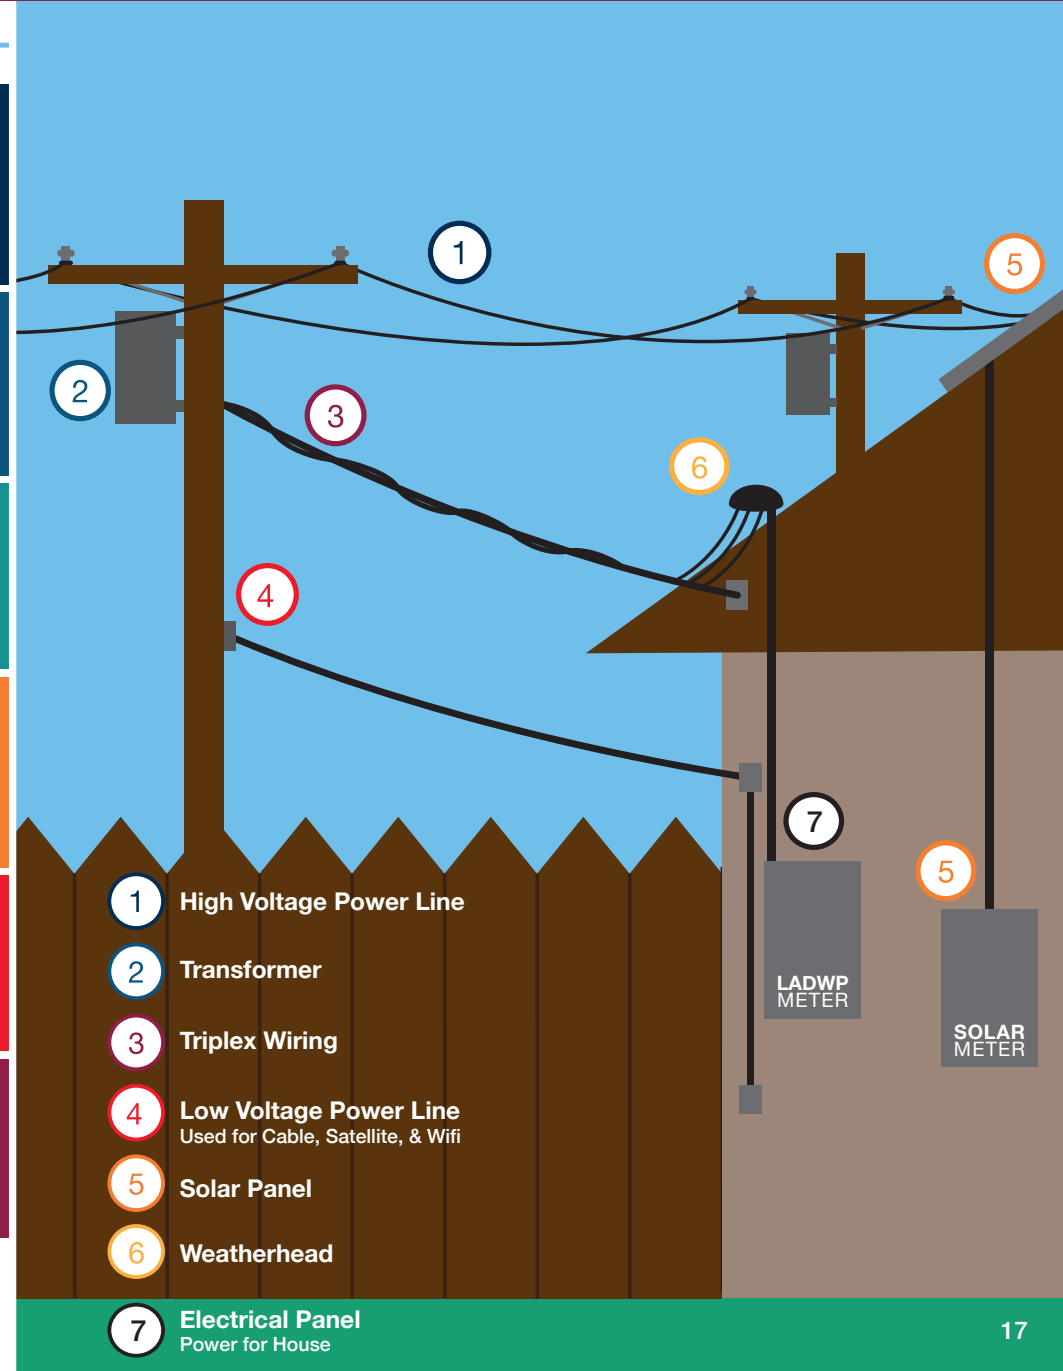 1
5
2
3
6
4
7
5
LADWP
METER
SOLAR
METER
1 High Voltage Power Line
2 Transformer
3 Triplex Wiring
4 Low Voltage Power Line
Used for Cable, Satellite, & Wifi
5 Solar Panel
6 Weatherhead
7 Electrical Panel
Power for House
17